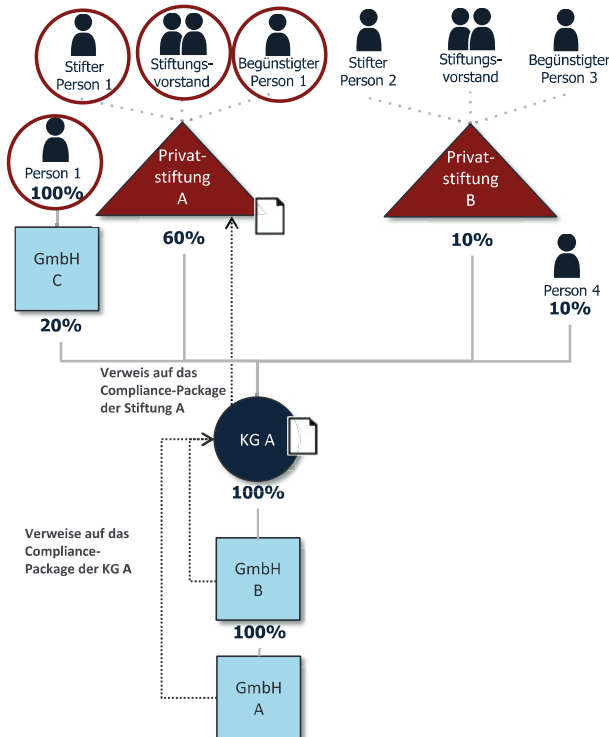 Stifter
Person 1
Stiftungs-
vorstand
Begünstigter
Person 1
Stifter
Person 2
Stiftungs-
vorstand
Begünstigter
Person 3
Person 1
100%
Privat-
stiftung
A
Privat-
stiftung
B
60%
10%
GmbH
C
20%
Person 4
10%
Verweis auf das
Compliance-Package
der Stiftung A
KG A
100%
Verweise auf das
Compliance-
Package der KG A
GmbH
B
100%
GmbH
A